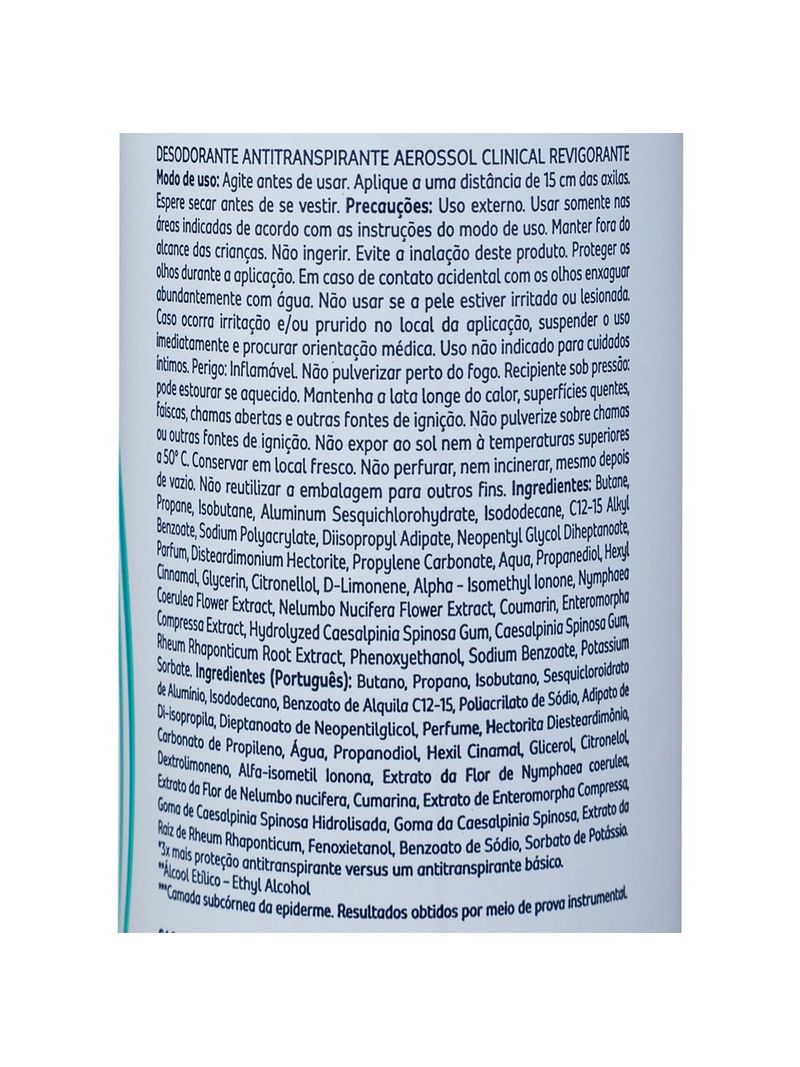 DESODORANTE ANTITRANSPIRANTE AEROSSOL CLINICAL REVIGORANTE
Modo de uso: Agite antes de usar. Aplique a uma distância de 15 cm das axilas.
Espere secar antes de se vestir. Precauções: Uso externo. Usar somente nas
áreas indicadas de acordo com as instruções do modo de uso. Manter fora do
alcance das crianças. Não ingerir. Evite a inalação deste produto. Proteger os
olhos durante a aplicação. Em caso de contato acidental com os olhos enxaguar
abundantemente com água. Não usar se a pele estiver irritada ou lesionada.
Caso ocorra irritação e/ou prurido no local da aplicação, suspender o uso
imediatamente e procurar orientação médica. Uso não indicado para cuidados
íntimos. Perigo: Inflamável. Não pulverizar perto do fogo. Recipiente sob pressão:
pode estourar se aquecido. Mantenha a lata longe do calor, superfícies quentes,
faíscas, chamas abertas e outras fontes de ignição. Não pulverize sobre chamas
ou outras fontes de ignição. Não expor ao sol nem à temperaturas superiores
a 50° C. Conservar em local fresco. Não perfurar, nem incinerar, mesmo depois
de vazio. Não reutilizar a embalagem para outros fins. Ingredientes: Butane,
Propane, Isobutane, Aluminum Sesquichlorohydrate, Isododecane, C12-15 Alkyl
Benzoate, Sodium Polyacrylate, Diisopropyl Adipate, Neopentyl Glycol Diheptanoate,
Parfum, Disteardimonium Hectorite, Propylene Carbonate, Aqua, Propanediol, Hexyl
Cinnamal, Glycerin, Citronellol, D-Limonene, Alpha - Isomethyl Ionone, Nymphaea
Coerulea Flower Extract, Nelumbo Nucifera Flower Extract, Coumarin, Enteromorpha
Compressa Extract, Hydrolyzed Caesalpinia Spinosa Gum, Caesalpinia Spinosa Gum,
Rheum Rhaponticum Root Extract, Phenoxyethanol, Sodium Benzoate, Potassium
Sorbate. Ingredientes (Português): Butano, Propano, Isobutano, Sesquicloroidrato
de Alumínio, Isododecano, Benzoato de Alquila C12-15, Poliacrilato de Sódio, Adipato de
Di-isopropila, Dieptanoato de Neopentilglicol, Perfume, Hectorita Diesteardimônio,
Carbonato de Propileno, Água, Propanodiol, Hexil Cinamal, Glicerol, Citronelol,
Dextrolimoneno, Alfa-isometil Ionona, Extrato da Flor de Nymphaea coerulea,
Extrato da Flor de Nelumbo nucifera, Cumarina, Extrato de Enteromorpha Compressa,
Goma de Caesalpinia Spinosa Hidrolisada, Goma da Caesalpinia Spinosa, Extrato da
Raiz de Rheum Rhaponticum, Fenoxietanol, Benzoato de Sódio, Sorbato de Potássio.
*3x mais proteção antitranspirante versus um antitranspirante básico.
**Álcool Etílico – Ethyl Alcohol
***Camada subcórnea da epiderme. Resultados obtidos por meio de prova instrumental.